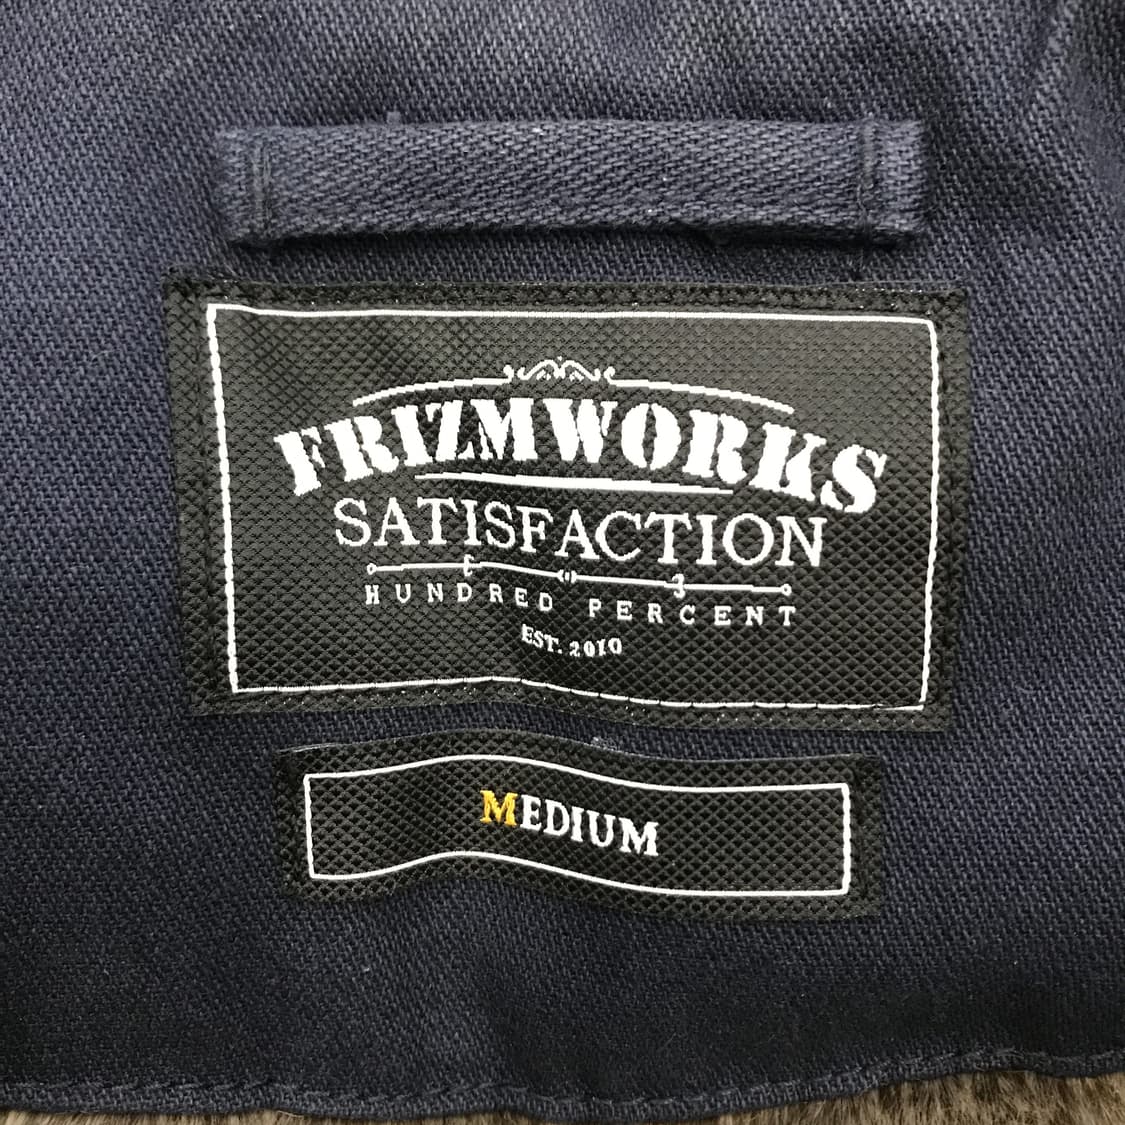 FRIZMWORKS
SATISFACTION
HUNDRED PERCENT
EST. 2010
MEDIUM